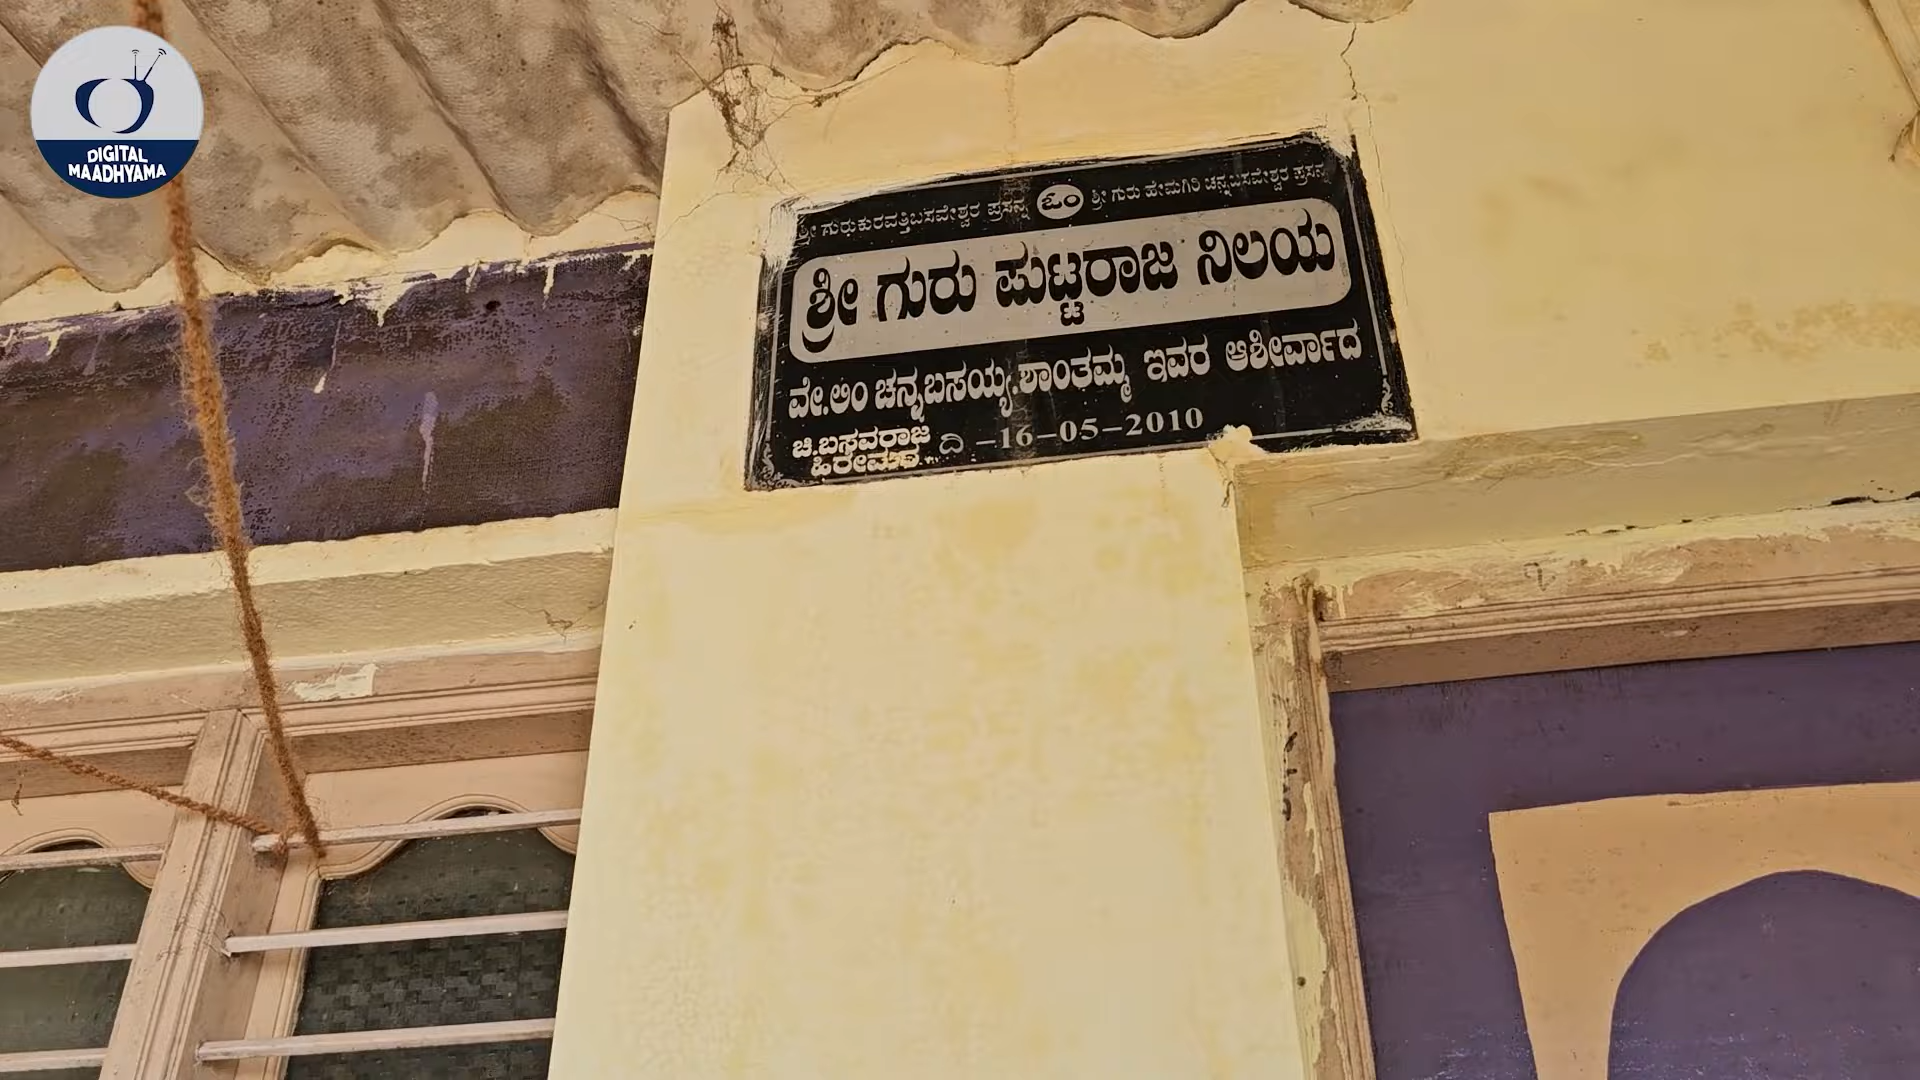 DIGITAL
MAADHYAMA
ಶ್ರೀ ಗುರುಕುರವತ್ತಿಬಸವೇಶ್ವರ ಪ್ರಸನ್ನ ಓಂ ಶ್ರೀ ಗುರು ಹೇಮಗಿರಿ ಚನ್ನಬಸವೇಶ್ವರ ಪ್ರಸನ್ನ
ಶ್ರೀ ಗುರು ಪುಟ್ಟರಾಜ ನಿಲಯ
ವೇ.ಲಿಂ ಚನ್ನಬಸಯ್ಯ.ಶಾಂತಮ್ಮ ಇವರ ಆಶೀರ್ವಾದ
ಚಿ.ಬಸವರಾಜ ದಿ -16-05-2010
ಹಿರೇಮಠ